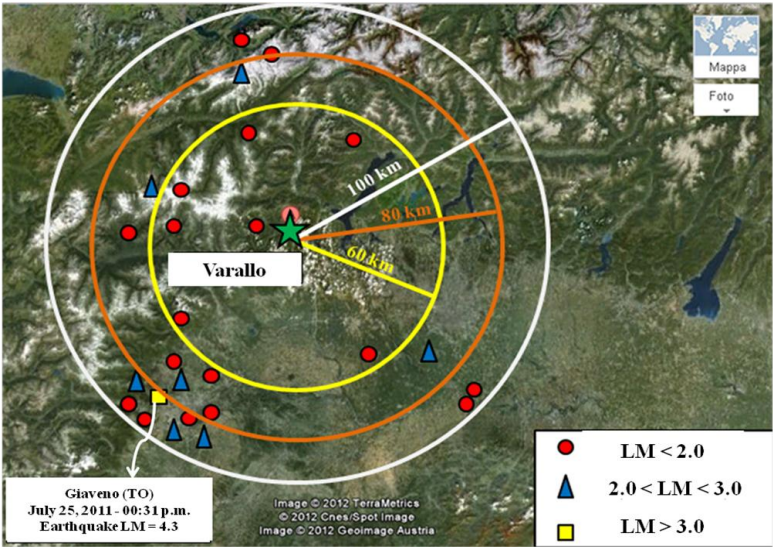 Mappa
Foto
100 km
80 km
60 km
Varallo
Giaveno (TO)
July 25, 2011 - 00:31 p.m.
Earthquake LM = 4.3
LM < 2.0
2.0 < LM < 3.0
LM > 3.0
Image © 2012 TerraMetrics
© 2012 Cnes/Spot Image
Image © 2012 GeoImage Austria